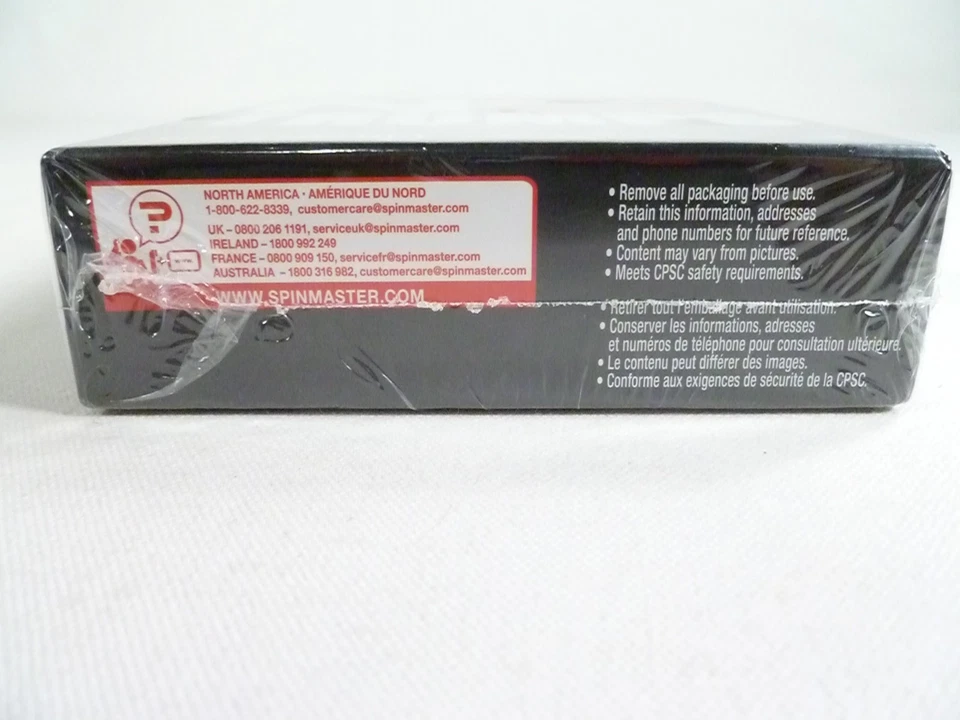 NORTH AMERICA • AMÉRIQUE DU NORD
1-800-622-8339, customercare@spinmaster.com
UK – 0800 206 1191, serviceuk@spinmaster.com
IRELAND – 1800 992 249
FRANCE – 0800 909 150, servicefr@spinmaster.com
AUSTRALIA – 1800 316 982, customercare@spinmaster.com
WWW.SPINMASTER.COM
• Remove all packaging before use.
• Retain this information, addresses
and phone numbers for future reference.
• Content may vary from pictures.
• Meets CPSC safety requirements.
• Retirer tout l'emballage avant utilisation.
• Conserver les informations, adresses
et numéros de téléphone pour consultation ultérieure.
• Le contenu peut différer des images.
• Conforme aux exigences de sécurité de la CPSC.